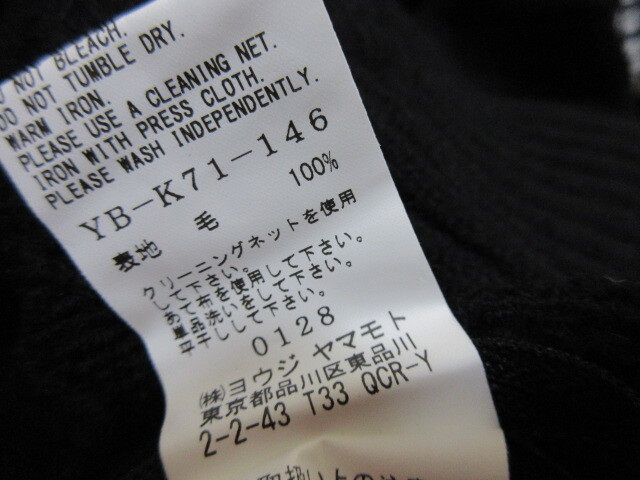 NOT BLEACH.
DO NOT TUMBLE DRY.
WARM IRON.
PLEASE USE A CLEANING NET.
IRON WITH PRESS CLOTH.
PLEASE WASH INDEPENDENTLY.
YB-K71-146
表地 毛 100%
クリーニングネットを使用
して下さい。
あて布を使用して下さい。
単品洗いをして下さい。
平干しして下さい。
0128
(株)ヨウジ ヤマモト
東京都品川区東品川
2-2-43 T33 QCR-Y